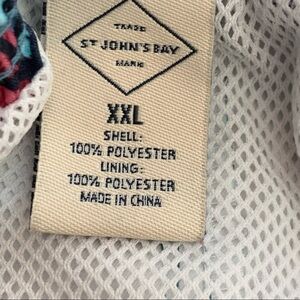 TRADE
ST JOHN'S BAY
MARK
XXL
SHELL:
100% POLYESTER
LINING:
100% POLYESTER
MADE IN CHINA